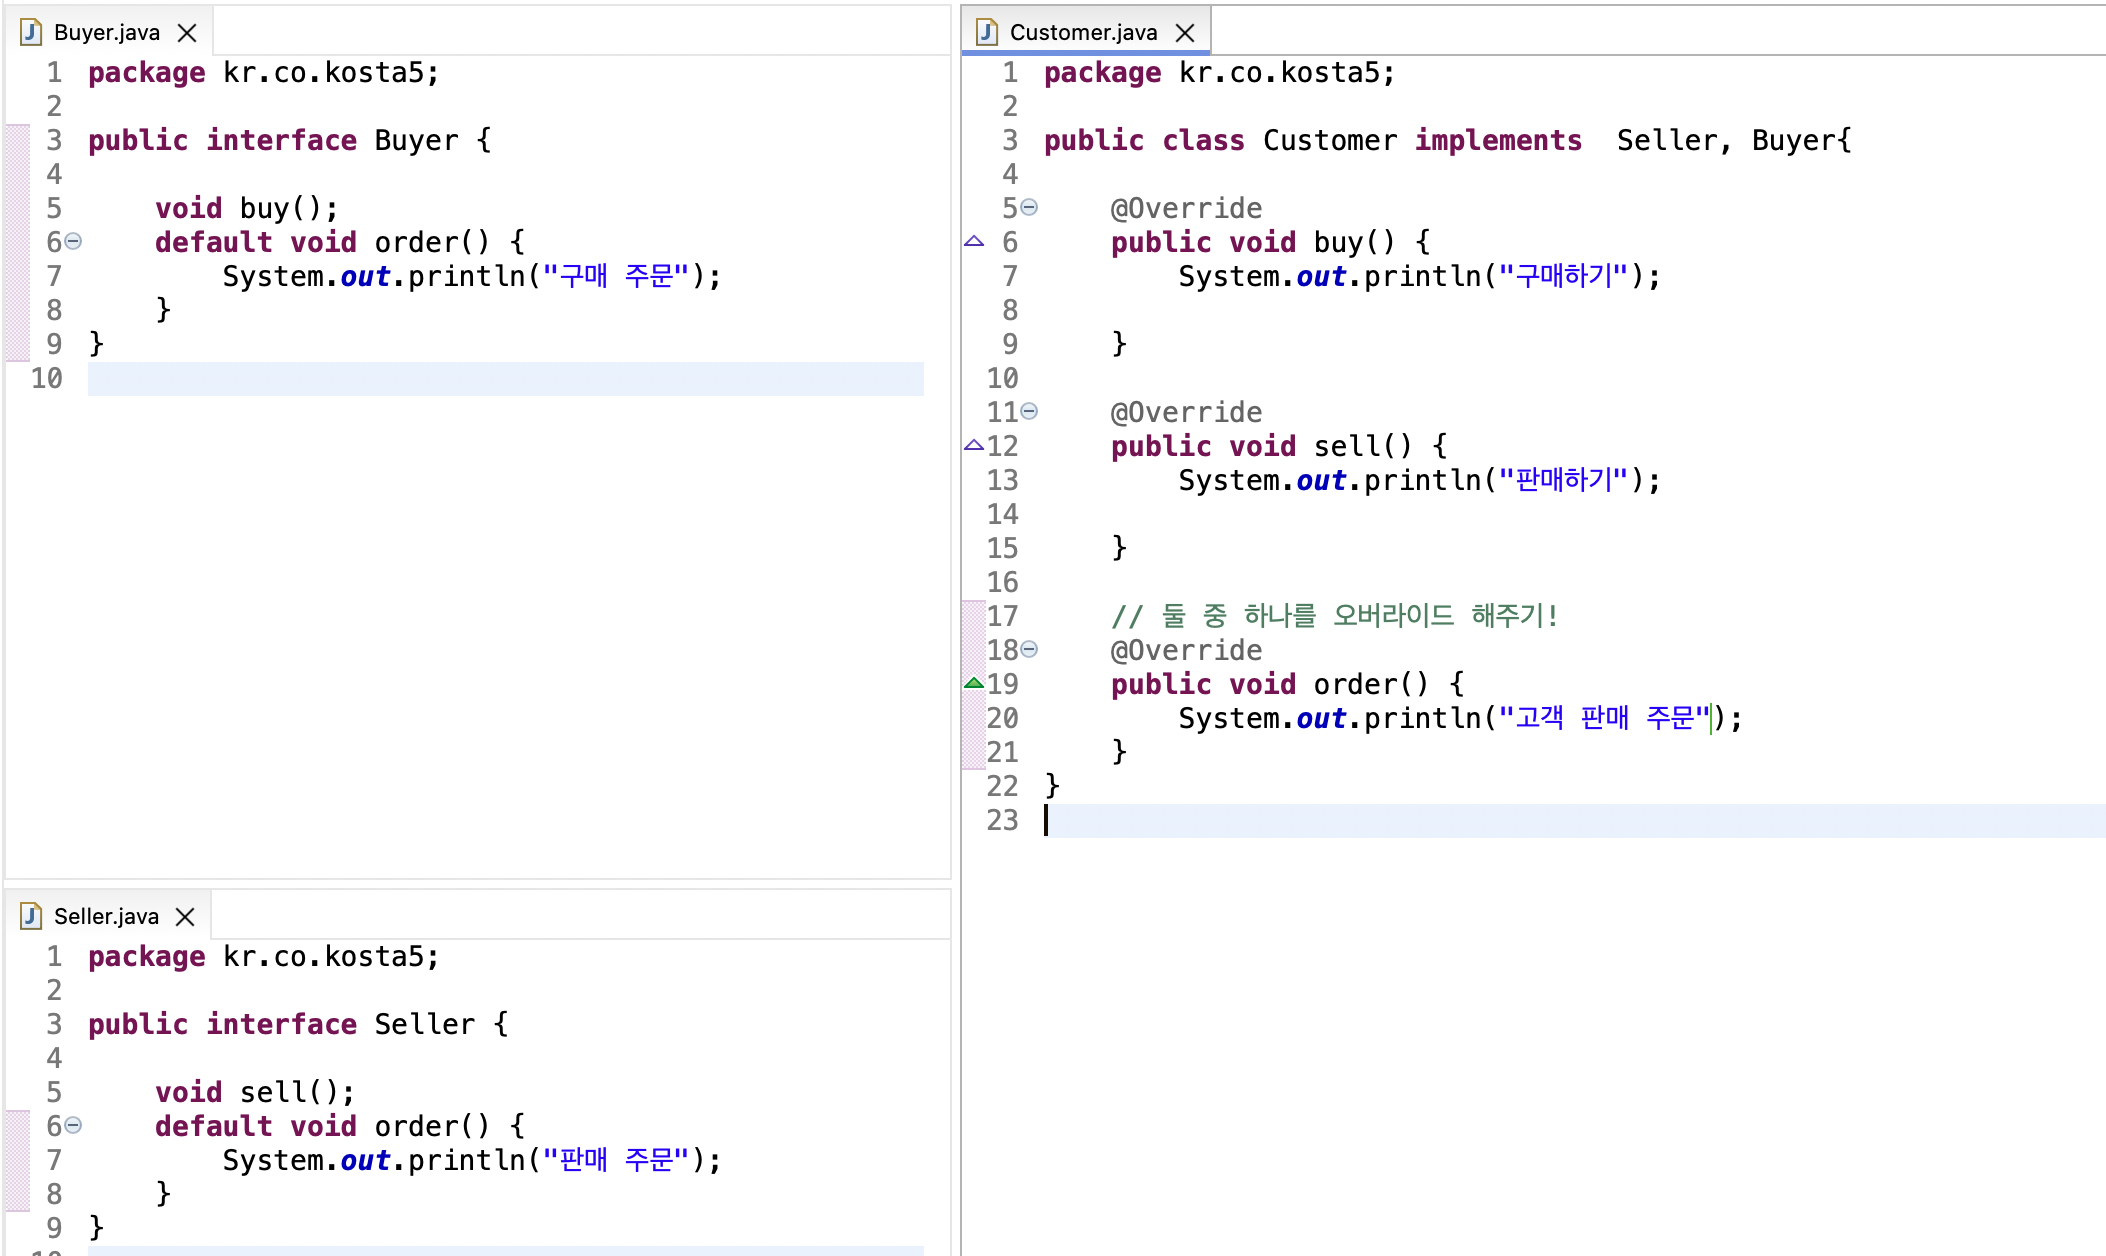 Buyer.java
1 package kr.co.kosta5;
2
3 public interface Buyer {
4
5     void buy();
6     default void order() {
7         System.out.println("구매 주문");
8     }
9 }
10
Seller.java
1 package kr.co.kosta5;
2
3 public interface Seller {
4
5     void sell();
6     default void order() {
7         System.out.println("판매 주문");
8     }
9 }
10
Customer.java
1 package kr.co.kosta5;
2
3 public class Customer implements  Seller, Buyer{
4
5     @Override
6     public void buy() {
7         System.out.println("구매하기");
8
9     }
10
11     @Override
12     public void sell() {
13         System.out.println("판매하기");
14
15     }
16
17     // 둘 중 하나를 오버라이드 해주기!
18     @Override
19     public void order() {
20         System.out.println("고객 판매 주문");
21     }
22 }
23